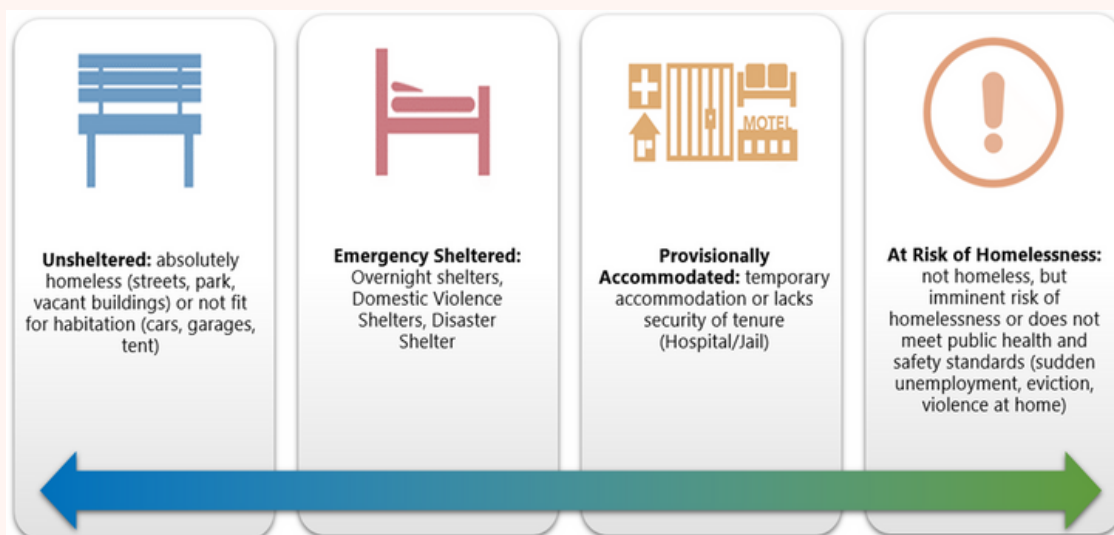 MOTEL
Unsheltered: absolutely
homeless (streets, park,
vacant buildings) or not fit
for habitation (cars, garages,
tent)
Emergency Sheltered:
Overnight shelters,
Domestic Violence
Shelters, Disaster
Shelter
Provisionally
Accommodated: temporary
accommodation or lacks
security of tenure
(Hospital/Jail)
At Risk of Homelessness:
not homeless, but
imminent risk of
homelessness or does not
meet public health and
safety standards (sudden
unemployment, eviction,
violence at home)